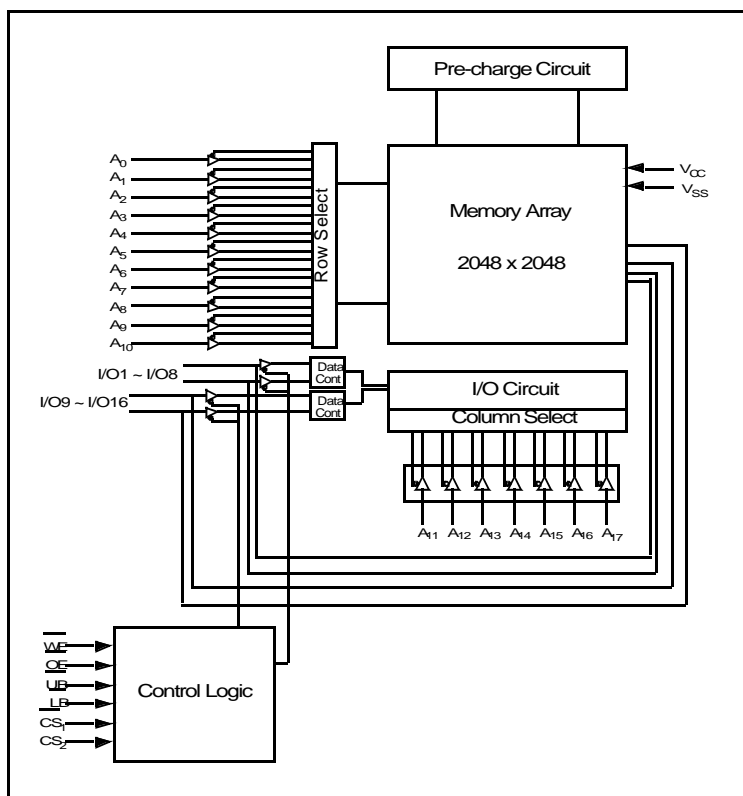 Pre-charge Circuit
A0
A1
A2
A3
A4
A5
A6
A7
A8
A9
A10
Row Select
Memory Array
2048 x 2048
VCC
VSS
I/O1 ~ I/O8
I/O9 ~ I/O16
Data
Cont
Data
Cont
I/O Circuit
Column Select
A11 A12 A13 A14 A15 A16 A17
WE
OE
UB
LB
CS1
CS2
Control Logic